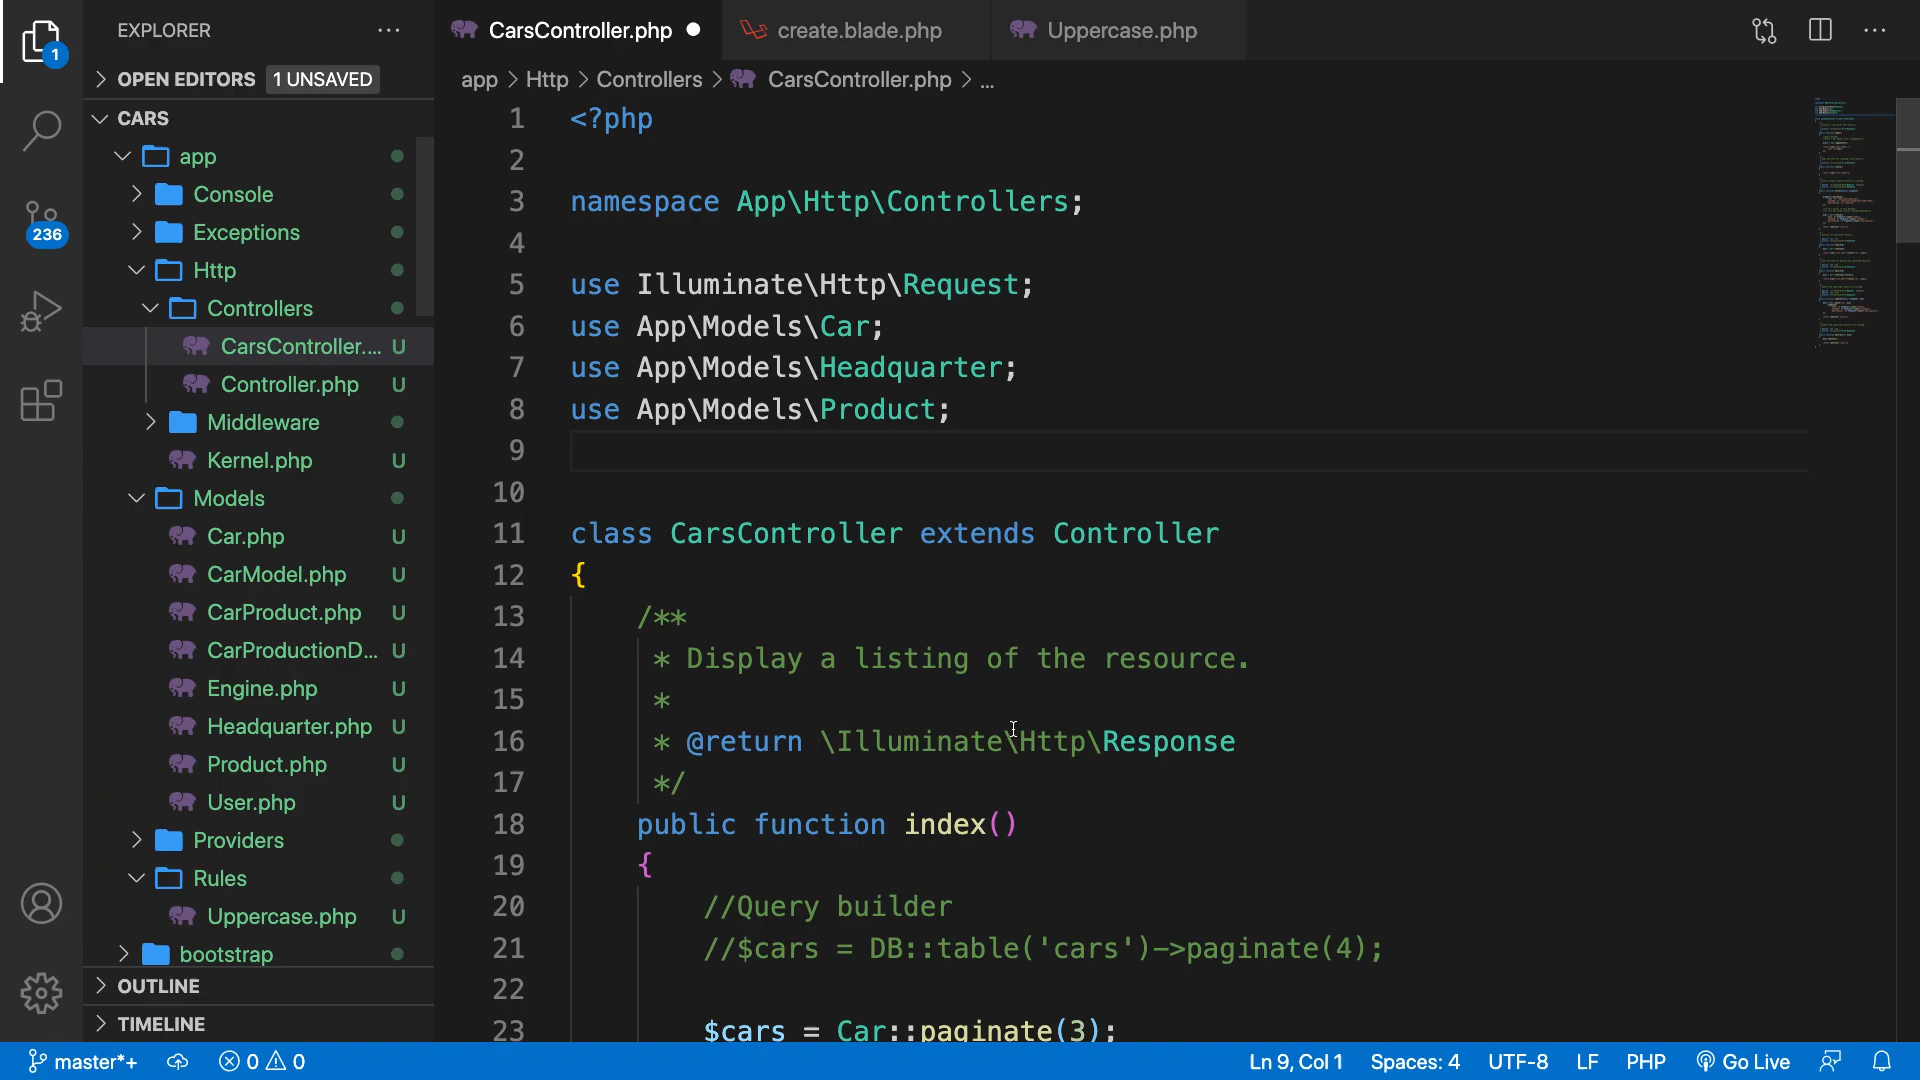 EXPLORER
1
OPEN EDITORS 1 UNSAVED
CARS
app
Console
Exceptions
Http
Controllers
CarsController.... U
Controller.php U
Middleware
Kernel.php U
Models
Car.php U
CarModel.php U
CarProduct.php U
CarProductionD... U
Engine.php U
Headquarter.php U
Product.php U
User.php U
Providers
Rules
Uppercase.php U
bootstrap
OUTLINE
TIMELINE
236
CarsController.php
create.blade.php
Uppercase.php
app > Http > Controllers > CarsController.php > ...
1 <?php
2
3 namespace App\Http\Controllers;
4
5 use Illuminate\Http\Request;
6 use App\Models\Car;
7 use App\Models\Headquarter;
8 use App\Models\Product;
9
10
11 class CarsController extends Controller
12 {
13 /**
14 * Display a listing of the resource.
15 *
16 * @return \Illuminate\Http\Response
17 */
18 public function index()
19 {
20 //Query builder
21 //$cars = DB::table('cars')->paginate(4);
22
23 $cars = Car::paginate(3);
master*+ 0 0 Ln 9, Col 1 Spaces: 4 UTF-8 LF PHP Go Live